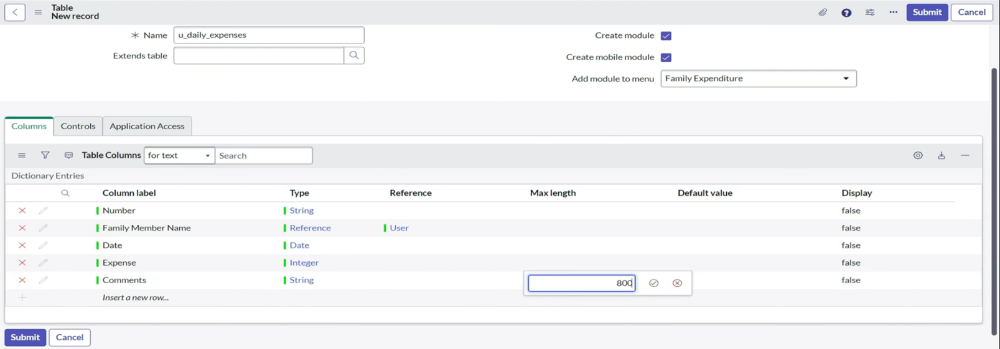 Table
New record
Submit
Cancel
Name
u_daily_expenses
Create module
Extends table
Create mobile module
Add module to menu
Family Expenditure
Columns
Controls
Application Access
Table Columns
for text
Search
Dictionary Entries
Column label Type Reference Max length Default value Display
Number String false
Family Member Name Reference User false
Date Date false
Expense Integer false
Comments String 800 false
Insert a new row...
Submit
Cancel